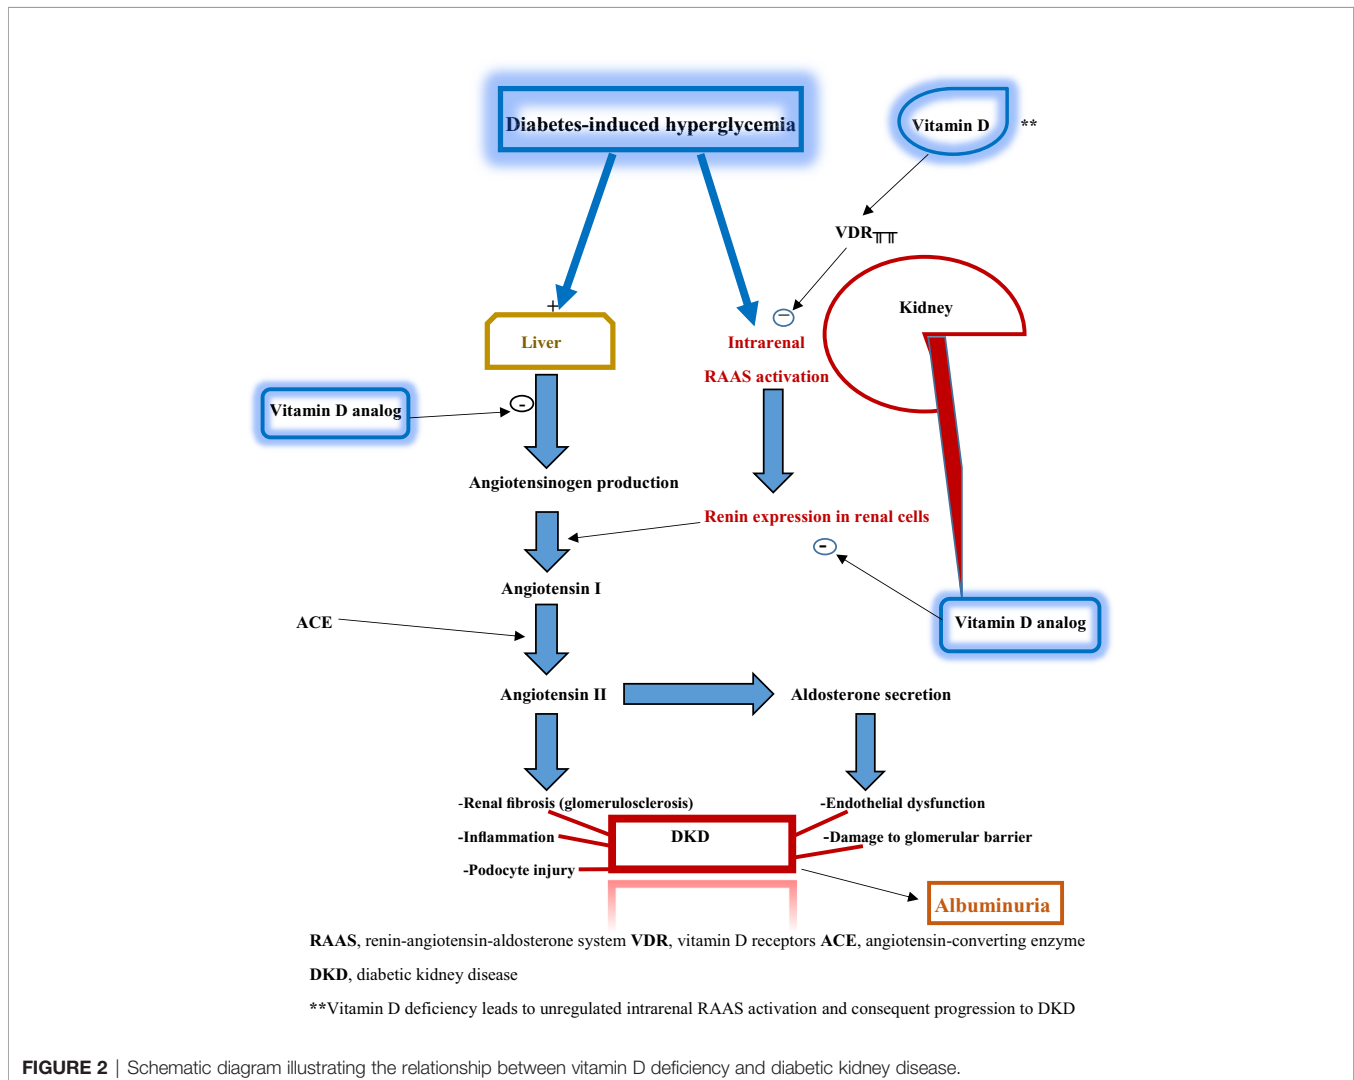 Diabetes-induced hyperglycemia
Vitamin D **
VDR╥╥
Kidney
+
Liver
−
Intrarenal
RAAS activation
Vitamin D analog
-
Angiotensinogen production
Renin expression in renal cells
-
Angiotensin I
ACE
Vitamin D analog
Angiotensin II
Aldosterone secretion
-Renal fibrosis (glomerulosclerosis)
-Inflammation
-Podocyte injury
DKD
-Endothelial dysfunction
-Damage to glomerular barrier
Albuminuria
RAAS, renin-angiotensin-aldosterone system VDR, vitamin D receptors ACE, angiotensin-converting enzyme
DKD, diabetic kidney disease
**Vitamin D deficiency leads to unregulated intrarenal RAAS activation and consequent progression to DKD
FIGURE 2 | Schematic diagram illustrating the relationship between vitamin D deficiency and diabetic kidney disease.